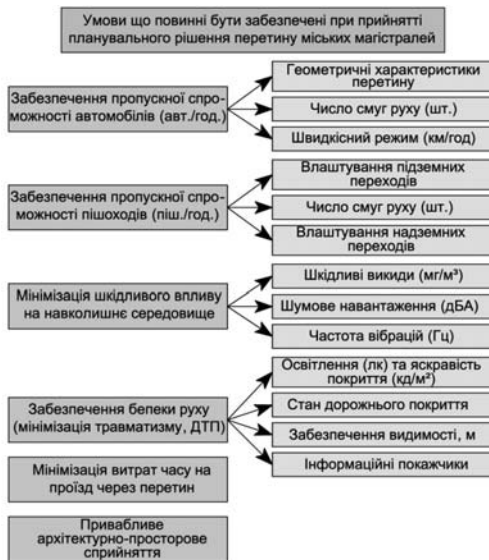 Умови що повинні бути забезпечені при прийнятті
планувального рішення перетину міських магістралей
Забезпечення пропускної спро-
можності автомобілів (авт./год.)
Геометричні характеристики
перетину
Число смуг руху (шт.)
Швидкісний режим (км/год)
Забезпечення пропускної спро-
можності пішоходів (піш./год.)
Влаштування підземних
переходів
Число смуг руху (шт.)
Влаштування надземних
переходів
Мінімізація шкідливого впливу
на навколишнє середовище
Шкідливі викиди (мг/м³)
Шумове навантаження (дБА)
Частота вібрацій (Гц)
Забезпечення бепеки руху
(мінімізація травматизму, ДТП)
Освітлення (лк) та яскравість
покриття (кд/м²)
Стан дорожнього покриття
Забезпечення видимості, м
Інформаційні покажчики
Мінімізація витрат часу на
проїзд через перетин
Привабливе
архітектурно-просторове
сприйняття